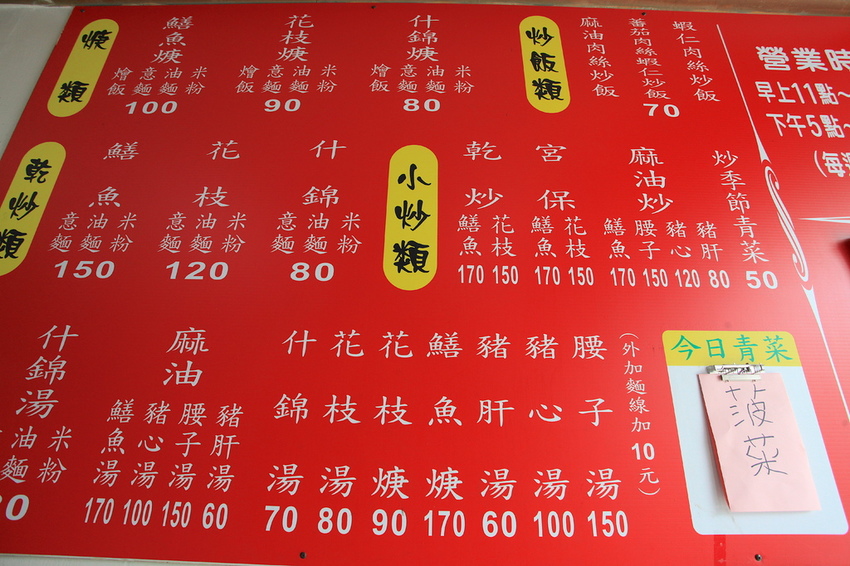 焿類
鱔魚焿
燴飯 意麵 油麵 米粉
100
花枝焿
燴飯 意麵 油麵 米粉
90
什錦焿
燴飯 意麵 油麵 米粉
80
炒飯類
麻油肉絲炒飯
番茄肉絲蝦仁炒飯
蝦仁肉絲炒飯
70
營業時
早上11點~
下午5點~
(每
乾炒類
鱔魚
意麵 油麵 米粉
150
花枝
意麵 油麵 米粉
120
什錦
意麵 油麵 米粉
80
小炒類
乾炒
鱔魚 花枝
170 150
宮保
鱔魚 花枝
170 150
麻油炒
鱔魚 腰子 豬心 豬肝
170 150 120 80
炒季節青菜
50
什錦湯
油麵 米粉
麻油
鱔魚湯 豬心湯 腰子湯 豬肝湯
170 100 150 60
什錦湯 70
花枝湯 80
花枝焿 90
鱔魚焿 170
豬肝湯 60
豬心湯 100
腰子湯 150
(外加麵線加10元)
今日青菜
菠菜